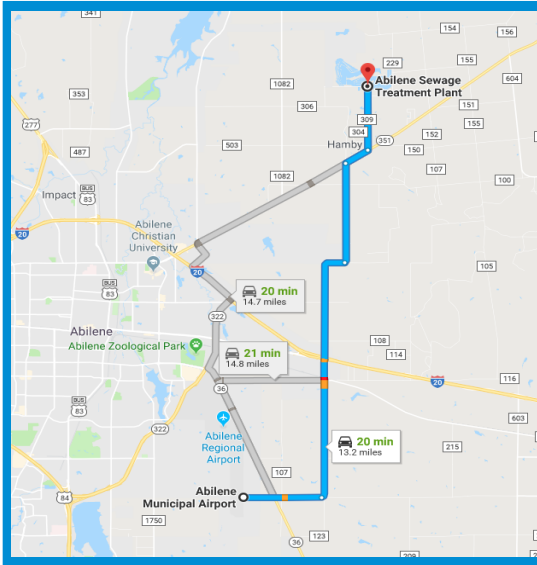 341
154
156
229
155
Abilene Sewage
Treatment Plant
604
1082
353
306
151
309
277
304
152
155
351
Hamby
503
150
487
107
1082
100
BUS
83
Impact
Abilene
Christian
University
20
20
105
BUS
83
20 min
14.7 miles
322
Abilene
108
Abilene Zoological Park
21 min
14.8 miles
114
116
20
36
BUS
83
603
Abilene
Regional
Airport
322
20 min
13.2 miles
215
107
84
Abilene
Municipal Airport
1750
123
36
209